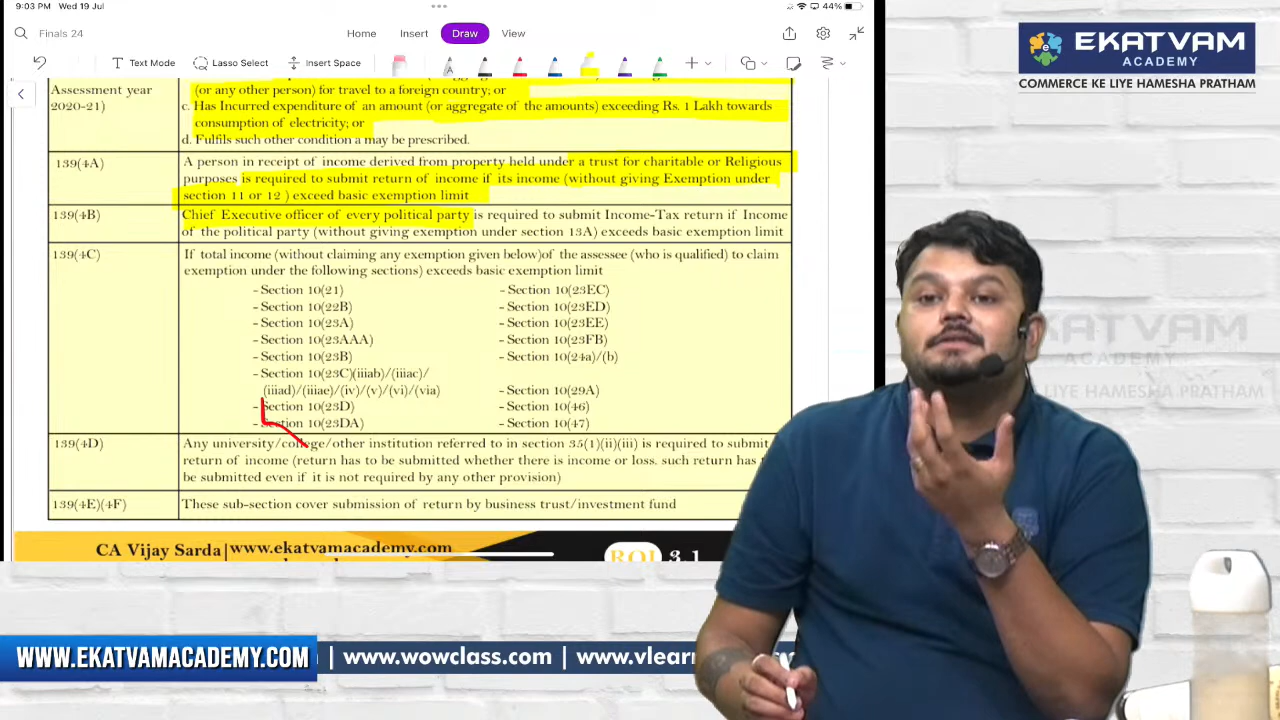 9:03 PM Wed 19 Jul
44%
Finals 24
Home Insert Draw View
Text Mode Lasso Select Insert Space
EKATVAM
ACADEMY
COMMERCE KE LIYE HAMESHA PRATHAM
Assessment year
2020-21)
(or any other person) for travel to a foreign country; or
c. Has Incurred expenditure of an amount (or aggregate of the amounts) exceeding Rs. 1 Lakh towards
consumption of electricity; or
d. Fulfils such other condition a may be prescribed.
139(4A)
A person in receipt of income derived from property held under a trust for charitable or Religious
purposes is required to submit return of income if its income (without giving Exemption under
section 11 or 12 ) exceed basic exemption limit
139(4B)
Chief Executive officer of every political party is required to submit Income-Tax return if Income
of the political party (without giving exemption under section 13A) exceeds basic exemption limit
139(4C)
If total income (without claiming any exemption given below)of the assessee (who is qualified) to claim
exemption under the following sections) exceeds basic exemption limit
- Section 10(21) - Section 10(23EC)
- Section 10(22B) - Section 10(23ED)
- Section 10(23A) - Section 10(23EE)
- Section 10(23AAA) - Section 10(23FB)
- Section 10(23B) - Section 10(24a)/(b)
- Section 10(23C)(iiiab)/(iiiac)/
(iiiad)/(iiiae)/(iv)/(v)/(vi)/(via) - Section 10(29A)
- Section 10(23D) - Section 10(46)
- Section 10(23DA) - Section 10(47)
139(4D)
Any university/college/other institution referred to in section 35(1)(ii)(iii) is required to submit
return of income (return has to be submitted whether there is income or loss. such return has
be submitted even if it is not required by any other provision)
139(4E)(4F)
These sub-section cover submission of return by business trust/investment fund
CA Vijay Sarda|www.ekatvamacademy.com
ROI 3.1
EKATVAM
ACADEMY
LIYE HAMESHA PRATHAM
WWW.EKATVAMACADEMY.COM | www.wowclass.com | www.vlearn